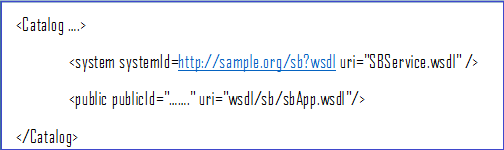 <Catalog ....>
<system systemId=http://sample.org/sb?wsdl uri="SBService.wsdl" />
<public publicId="......." uri="wsdl/sb/sbApp.wsdl"/>
</Catalog>